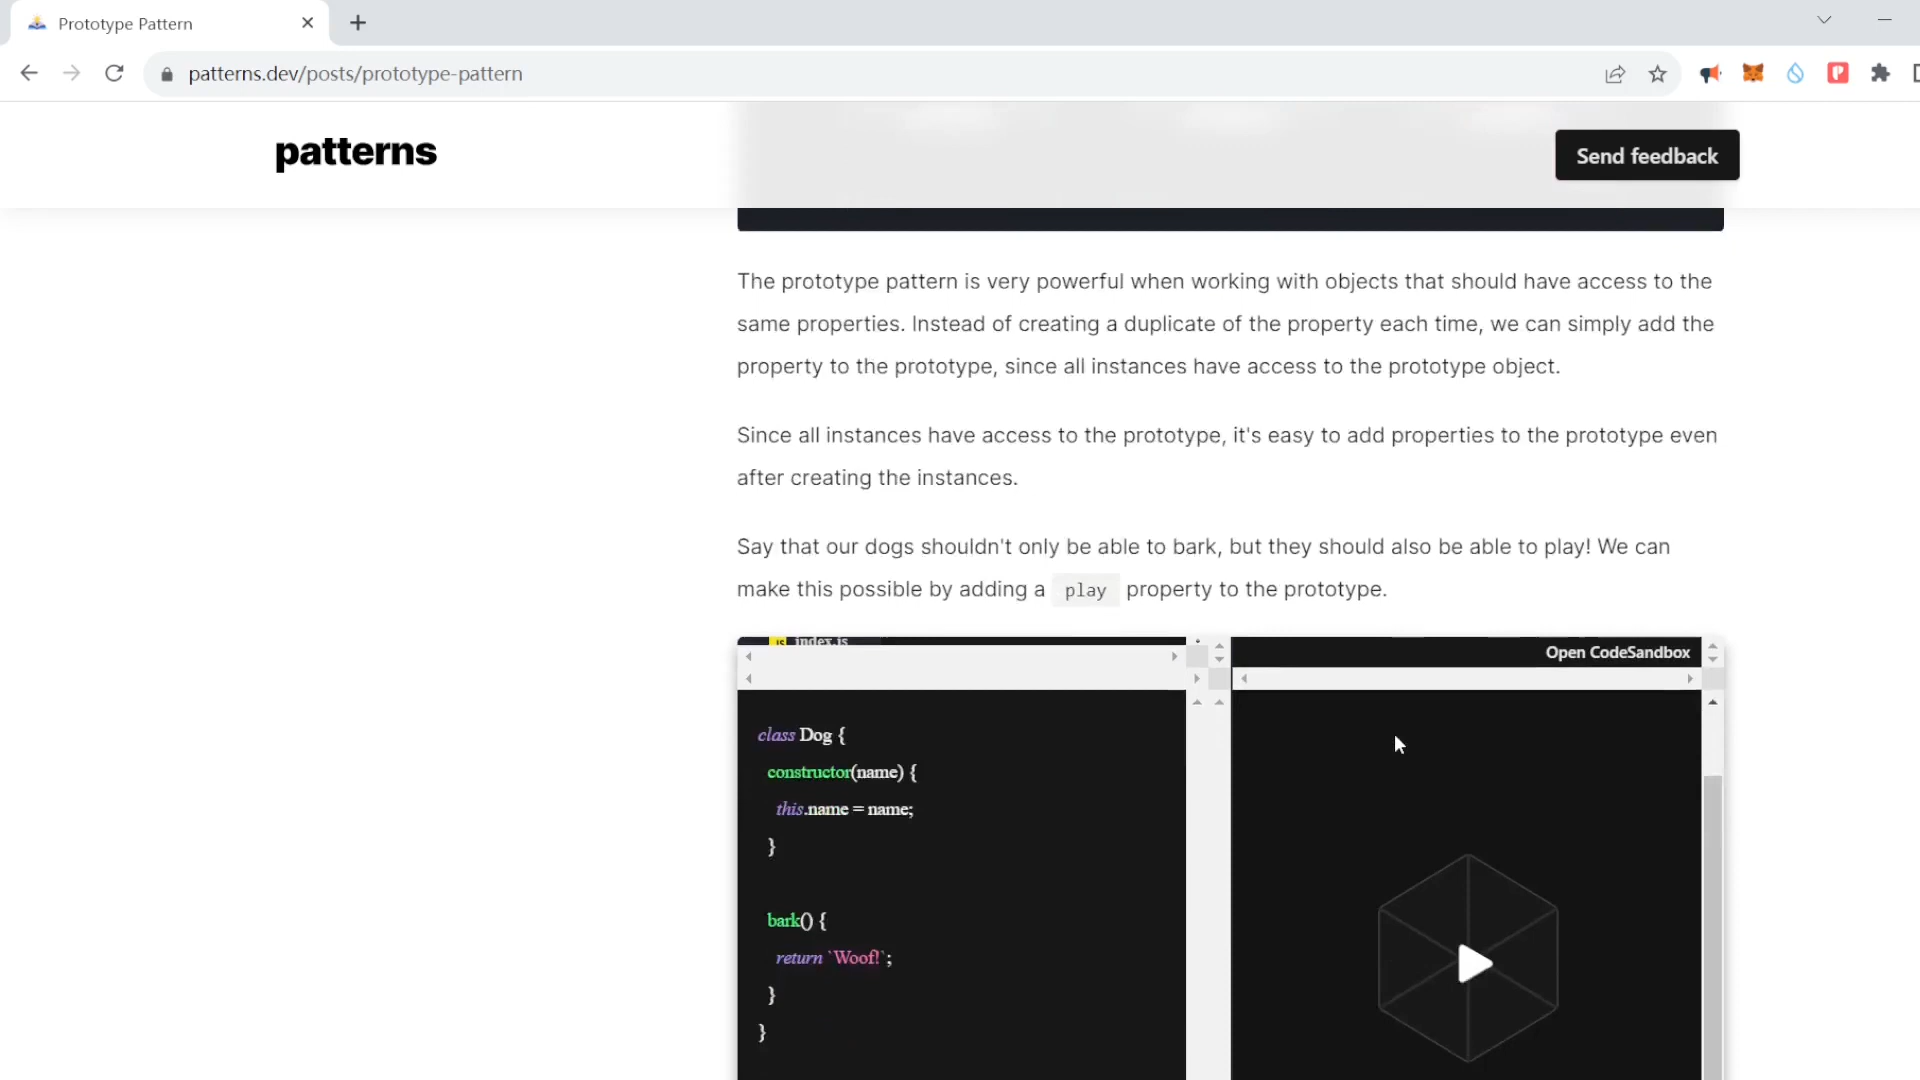 Prototype Pattern
patterns.dev/posts/prototype-pattern
patterns
Send feedback
The prototype pattern is very powerful when working with objects that should have access to the
same properties. Instead of creating a duplicate of the property each time, we can simply add the
property to the prototype, since all instances have access to the prototype object.
Since all instances have access to the prototype, it's easy to add properties to the prototype even
after creating the instances.
Say that our dogs shouldn't only be able to bark, but they should also be able to play! We can
make this possible by adding a play property to the prototype.
JS index.js
Open CodeSandbox
class Dog {
constructor(name) {
this.name = name;
}
bark() {
return `Woof!`;
}
}